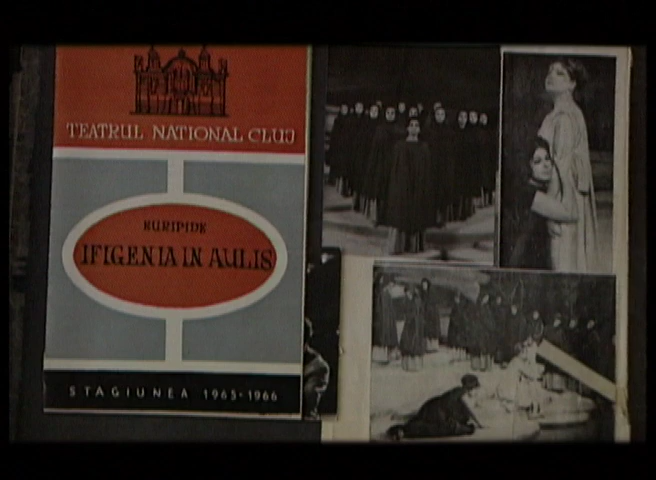 TEATRUL NATIONAL CLUJ
EURIPIDE
IFIGENIA IN AULIS
STAGIUNEA 1965-1966